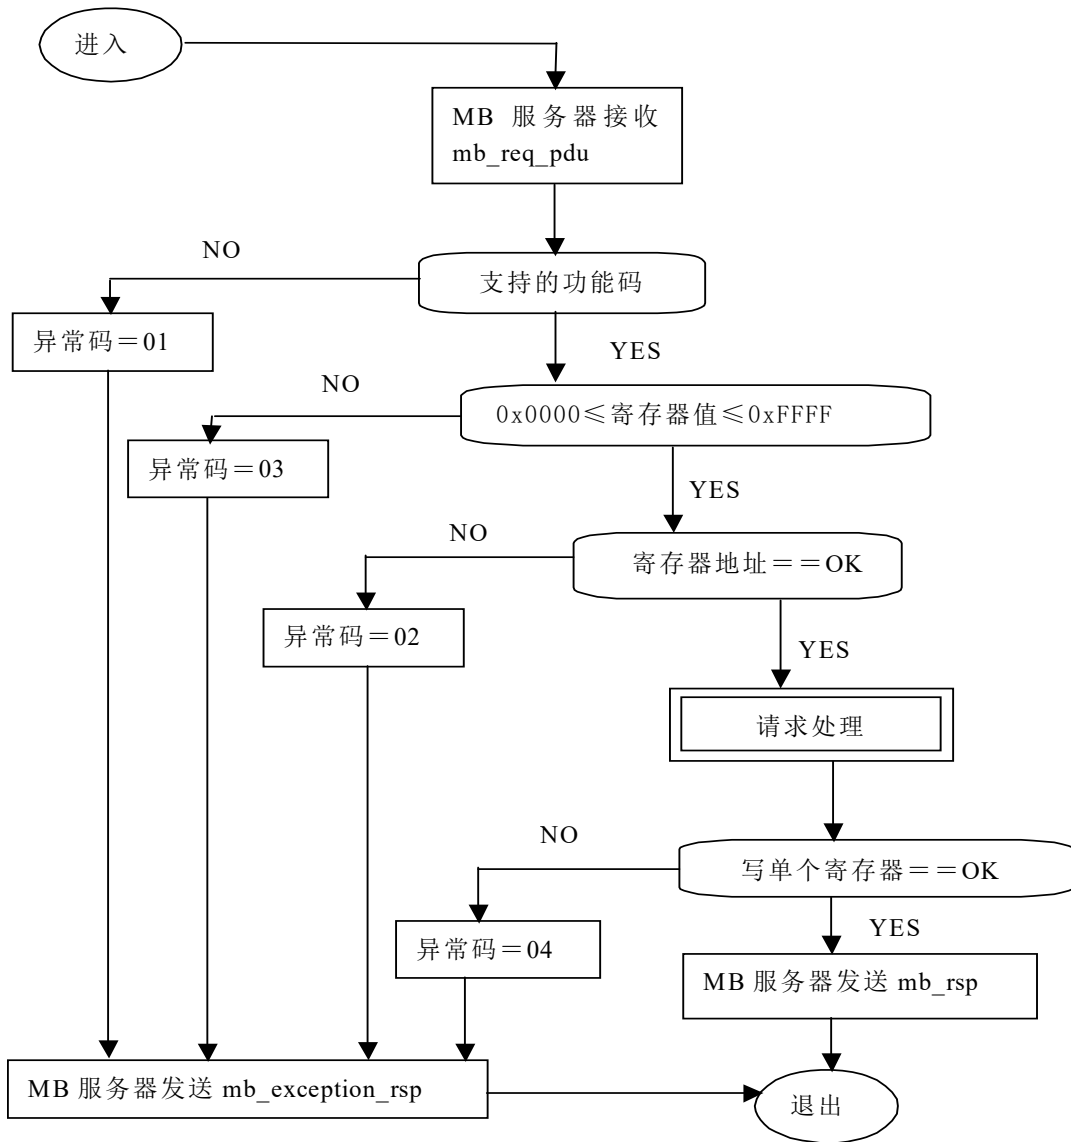 进入
MB 服务器接收
mb_req_pdu
NO
支持的功能码
异常码＝01
YES
NO
0x0000≤寄存器值≤0xFFFF
异常码＝03
YES
NO
寄存器地址＝＝OK
异常码＝02
YES
请求处理
NO
写单个寄存器＝＝OK
YES
异常码＝04
MB 服务器发送 mb_rsp
MB 服务器发送 mb_exception_rsp
退出